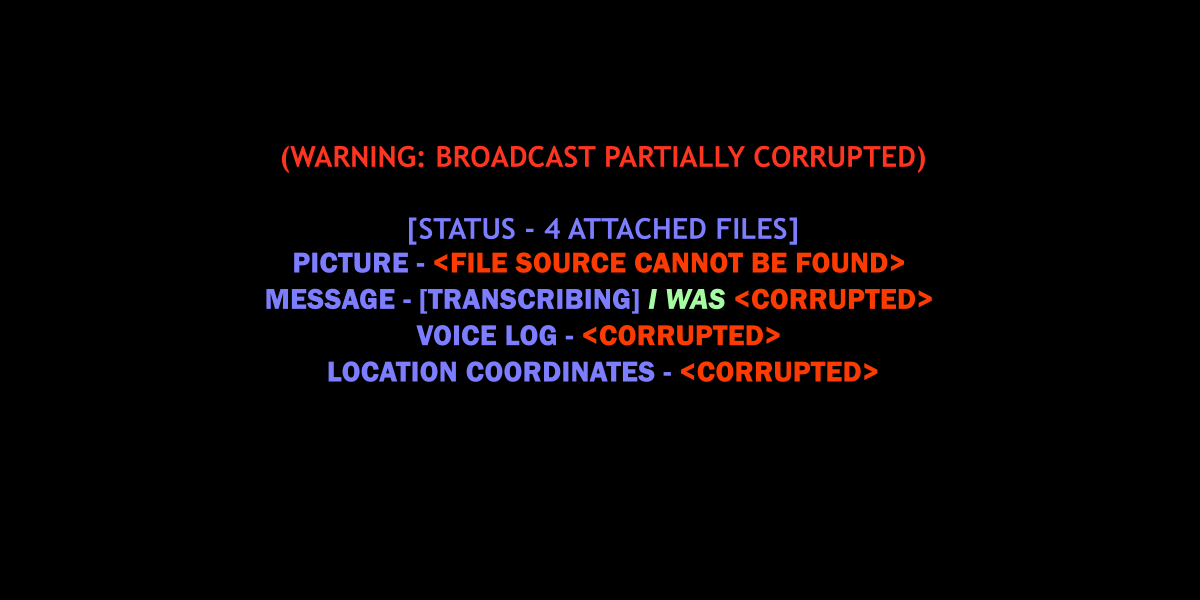 (WARNING: BROADCAST PARTIALLY CORRUPTED)
[STATUS - 4 ATTACHED FILES]
PICTURE - <FILE SOURCE CANNOT BE FOUND>
MESSAGE - [TRANSCRIBING] I WAS <CORRUPTED>
VOICE LOG - <CORRUPTED>
LOCATION COORDINATES - <CORRUPTED>